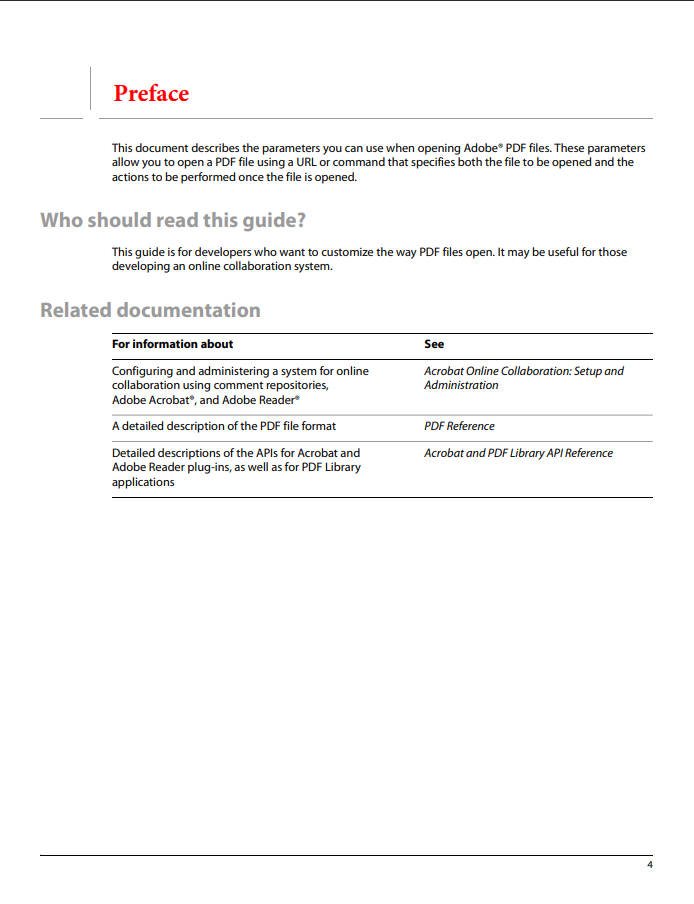 Preface
This document describes the parameters you can use when opening Adobe® PDF files. These parameters
allow you to open a PDF file using a URL or command that specifies both the file to be opened and the
actions to be performed once the file is opened.
Who should read this guide?
This guide is for developers who want to customize the way PDF files open. It may be useful for those
developing an online collaboration system.
Related documentation
For information about See
Configuring and administering a system for online Acrobat Online Collaboration: Setup and
collaboration using comment repositories, Administration
Adobe Acrobat®, and Adobe Reader®
A detailed description of the PDF file format PDF Reference
Detailed descriptions of the APIs for Acrobat and Acrobat and PDF Library API Reference
Adobe Reader plug-ins, as well as for PDF Library
applications
4